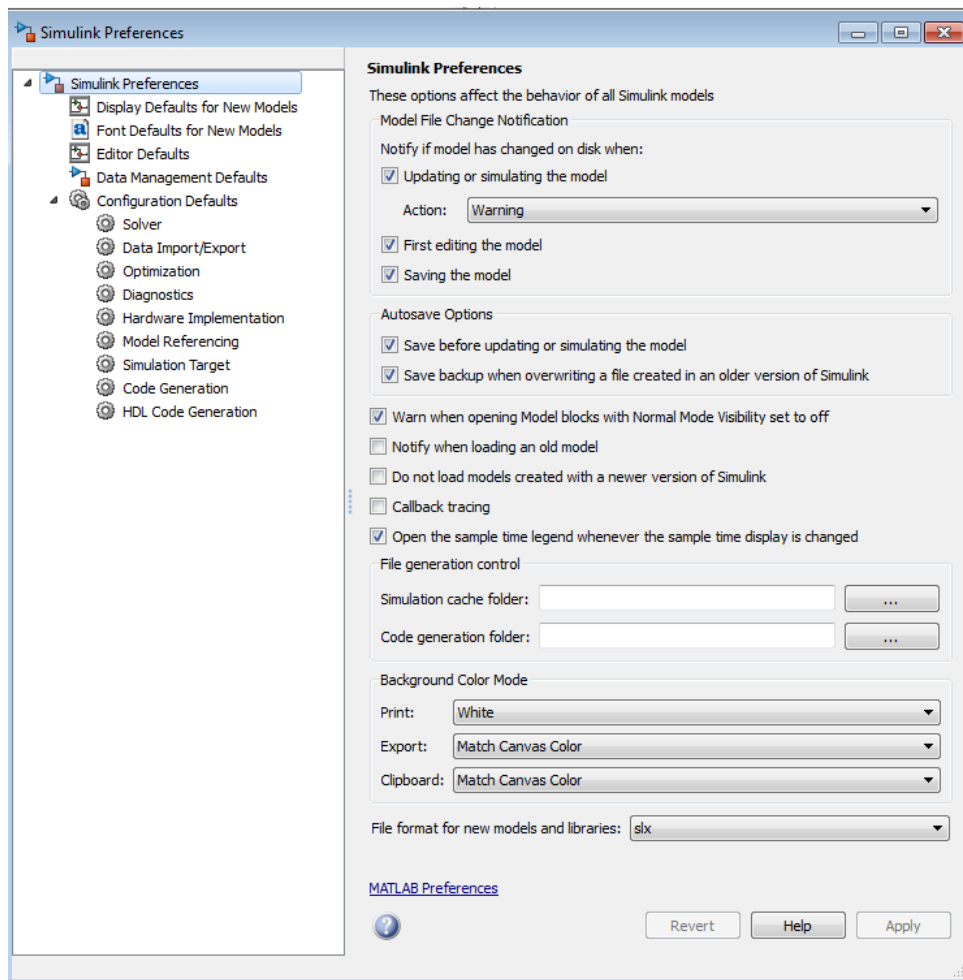 Simulink Preferences
Simulink Preferences
Display Defaults for New Models
Font Defaults for New Models
Editor Defaults
Data Management Defaults
Configuration Defaults
Solver
Data Import/Export
Optimization
Diagnostics
Hardware Implementation
Model Referencing
Simulation Target
Code Generation
HDL Code Generation
Simulink Preferences
These options affect the behavior of all Simulink models
Model File Change Notification
Notify if model has changed on disk when:
Updating or simulating the model
Action: Warning
First editing the model
Saving the model
Autosave Options
Save before updating or simulating the model
Save backup when overwriting a file created in an older version of Simulink
Warn when opening Model blocks with Normal Mode Visibility set to off
Notify when loading an old model
Do not load models created with a newer version of Simulink
Callback tracing
Open the sample time legend whenever the sample time display is changed
File generation control
Simulation cache folder: ...
Code generation folder: ...
Background Color Mode
Print: White
Export: Match Canvas Color
Clipboard: Match Canvas Color
File format for new models and libraries: slx
MATLAB Preferences
Revert Help Apply